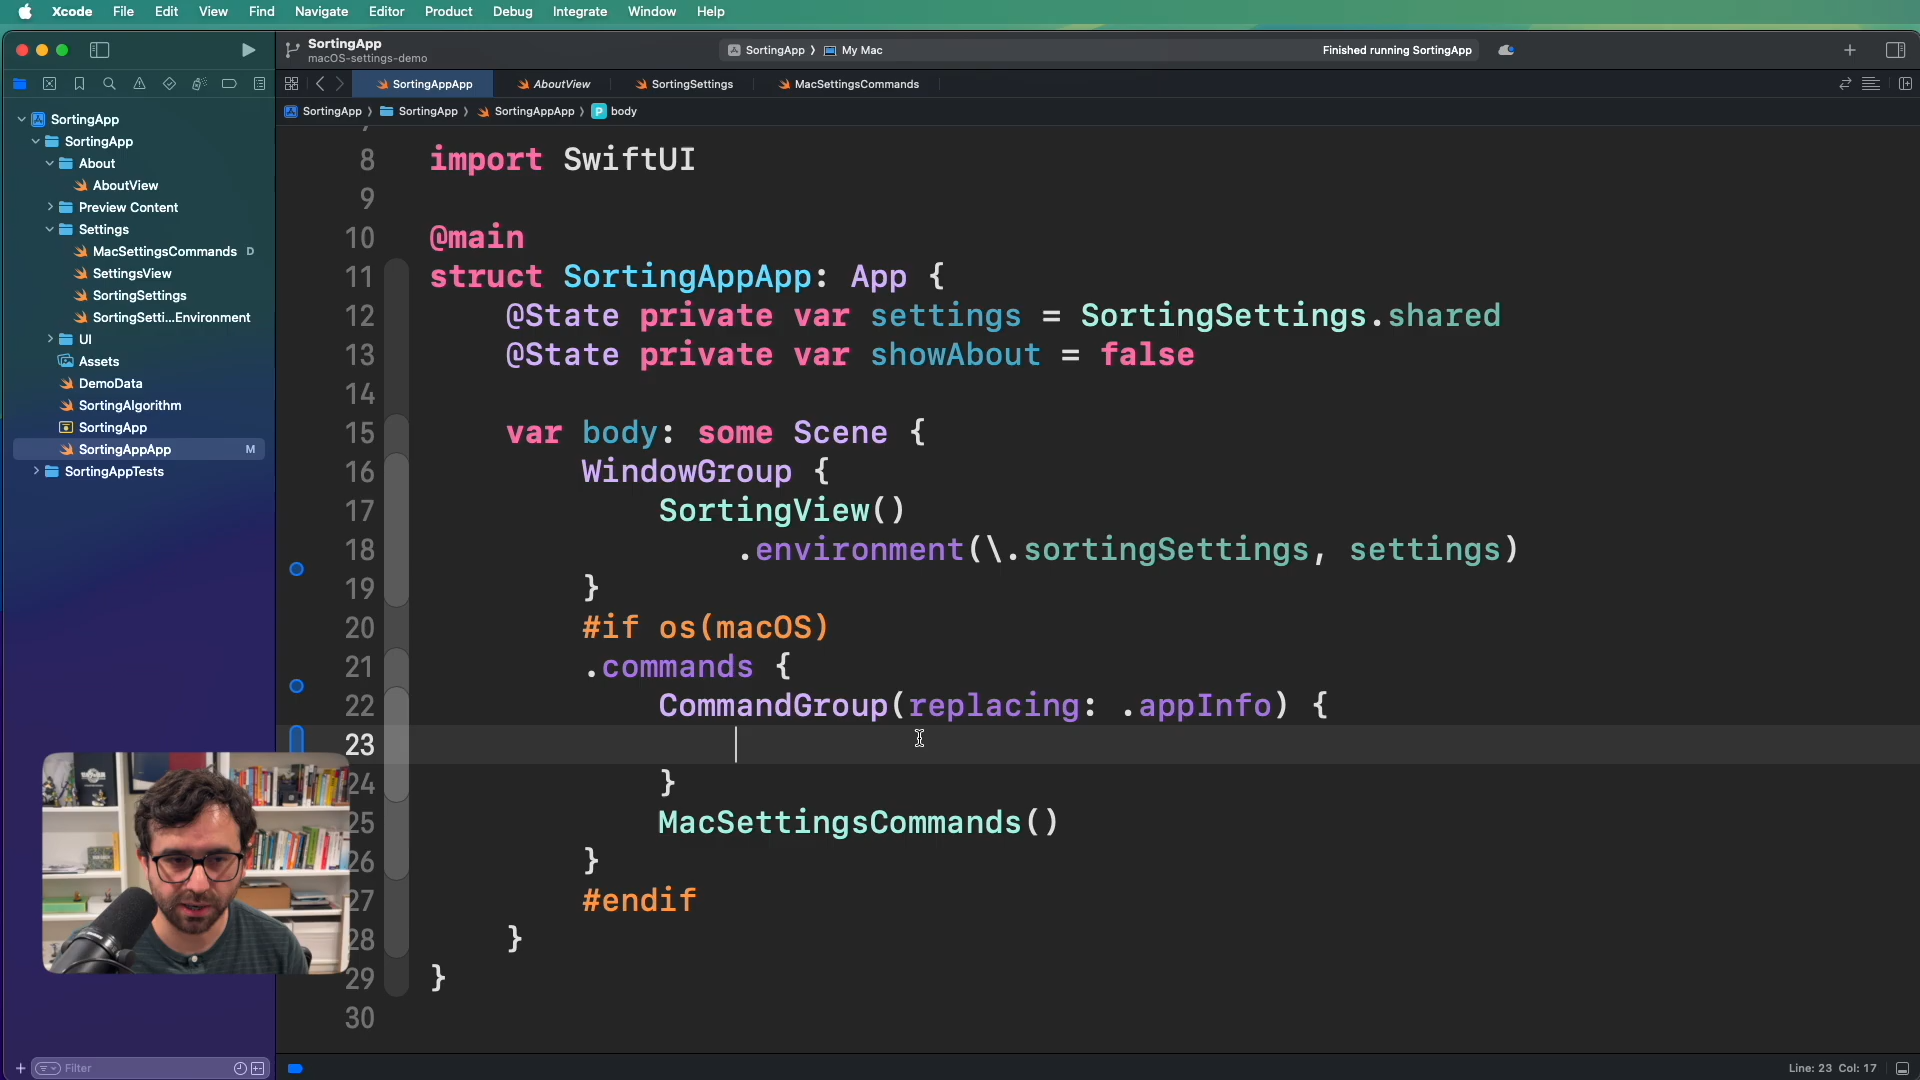 Xcode File Edit View Find Navigate Editor Product Debug Integrate Window Help
SortingApp
macOS-settings-demo
SortingApp My Mac
Finished running SortingApp
SortingAppApp AboutView SortingSettings MacSettingsCommands
SortingApp SortingApp SortingAppApp P body
SortingApp
SortingApp
About
AboutView
Preview Content
Settings
MacSettingsCommands D
SettingsView
SortingSettings
SortingSetti...Environment
UI
Assets
DemoData
SortingAlgorithm
SortingApp
SortingAppApp M
SortingAppTests
Filter
8 import SwiftUI
9
10 @main
11 struct SortingAppApp: App {
12 @State private var settings = SortingSettings.shared
13 @State private var showAbout = false
14
15 var body: some Scene {
16 WindowGroup {
17 SortingView()
18 .environment(\.sortingSettings, settings)
19 }
20 #if os(macOS)
21 .commands {
22 CommandGroup(replacing: .appInfo) {
23
24 }
25 MacSettingsCommands()
26 }
27 #endif
28 }
29 }
30
Line: 23 Col: 17